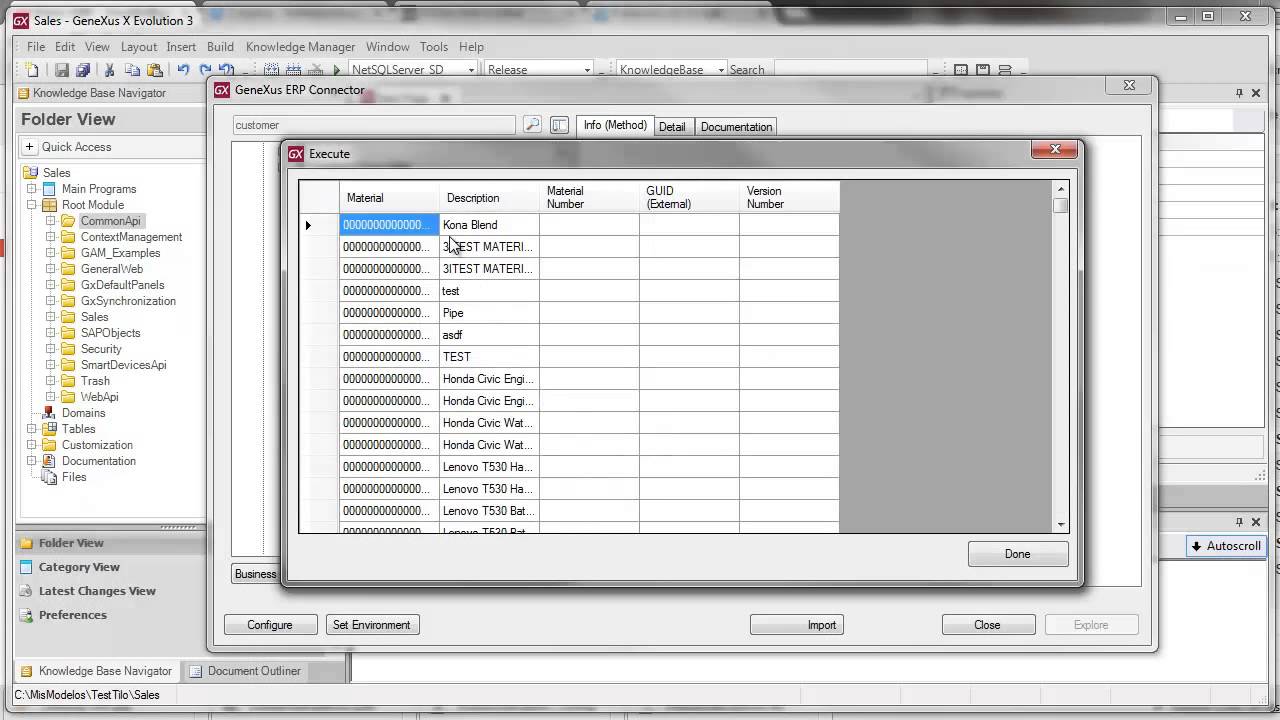 GX Sales - GeneXus X Evolution 3
File Edit View Layout Insert Build Knowledge Manager Window Tools Help
NetSQLServer SD Release KnowledgeBase Search
Knowledge Base Navigator
Folder View
Quick Access
Sales
Main Programs
Root Module
CommonApi
ContextManagement
GAM_Examples
GeneralWeb
GxDefaultPanels
GxSynchronization
Sales
SAPObjects
Security
SmartDevicesApi
Trash
WebApi
Domains
Tables
Customization
Documentation
Files
Folder View
Category View
Latest Changes View
Preferences
Knowledge Base Navigator Document Outliner
C:\MisModelos\TestTilo\Sales
GX GeneXus ERP Connector
customer Info (Method) Detail Documentation
GX Execute
Material Description Material Number GUID (External) Version Number
0000000000000... Kona Blend
0000000000000... 3ITEST MATERI...
0000000000000... 3ITEST MATERI...
0000000000000... test
0000000000000... Pipe
0000000000000... asdf
0000000000000... TEST
0000000000000... Honda Civic Engi...
0000000000000... Honda Civic Engi...
0000000000000... Honda Civic Wat...
0000000000000... Honda Civic Wat...
0000000000000... Lenovo T530 Ha...
0000000000000... Lenovo T530 Ha...
0000000000000... Lenovo T530 Bat...
0000000000000... Lenovo T530 Bat...
Done
Business
Configure Set Environment Import Close Explore
Autoscroll